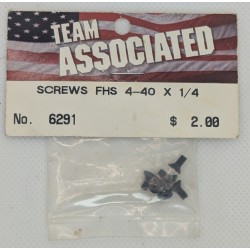 TEAM
ASSOCIATED
SCREWS FHS 4-40 X 1/4
No. 6291 $ 2.00